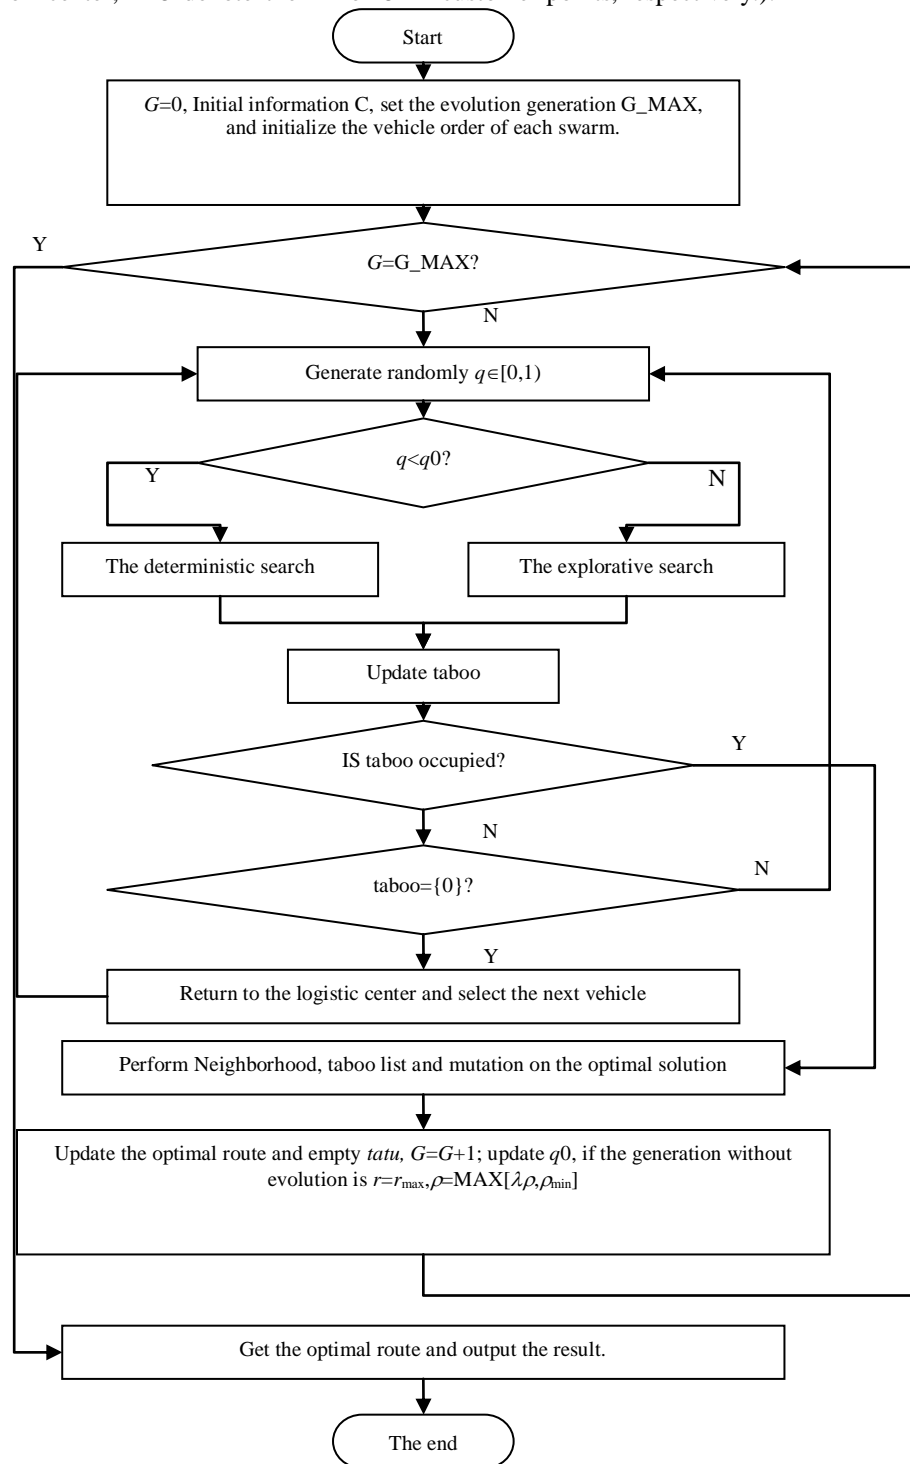 Start
G=0, Initial information C, set the evolution generation G_MAX,
and initialize the vehicle order of each swarm.
Y
G=G_MAX?
N
Generate randomly q∈[0,1)
q<q0?
Y
N
The deterministic search
The explorative search
Update taboo
IS taboo occupied?
Y
N
taboo={0}?
N
Y
Return to the logistic center and select the next vehicle
Perform Neighborhood, taboo list and mutation on the optimal solution
Update the optimal route and empty tatu, G=G+1; update q0, if the generation without
evolution is r=rmax,ρ=MAX[λρ,ρmin]
Get the optimal route and output the result.
The end